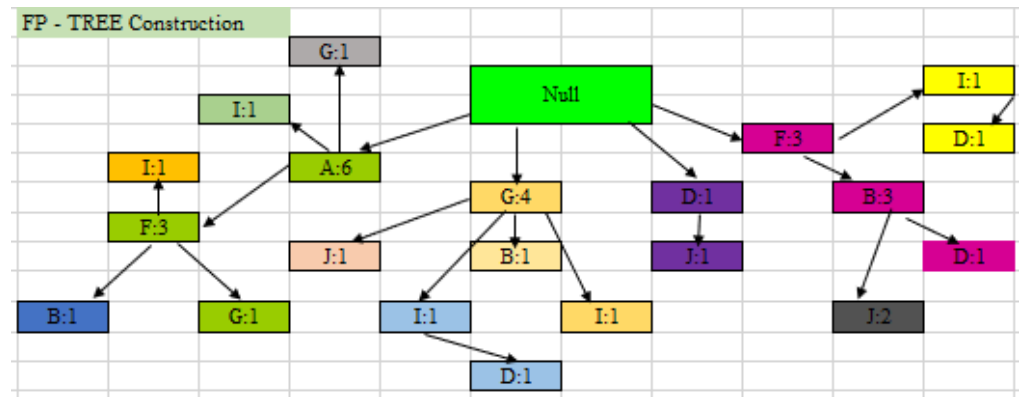 FP - TREE Construction
G:1
Null
I:1
I:1
F:3
D:1
I:1
A:6
G:4
D:1
B:3
F:3
J:1
B:1
J:1
D:1
B:1
G:1
I:1
I:1
J:2
D:1